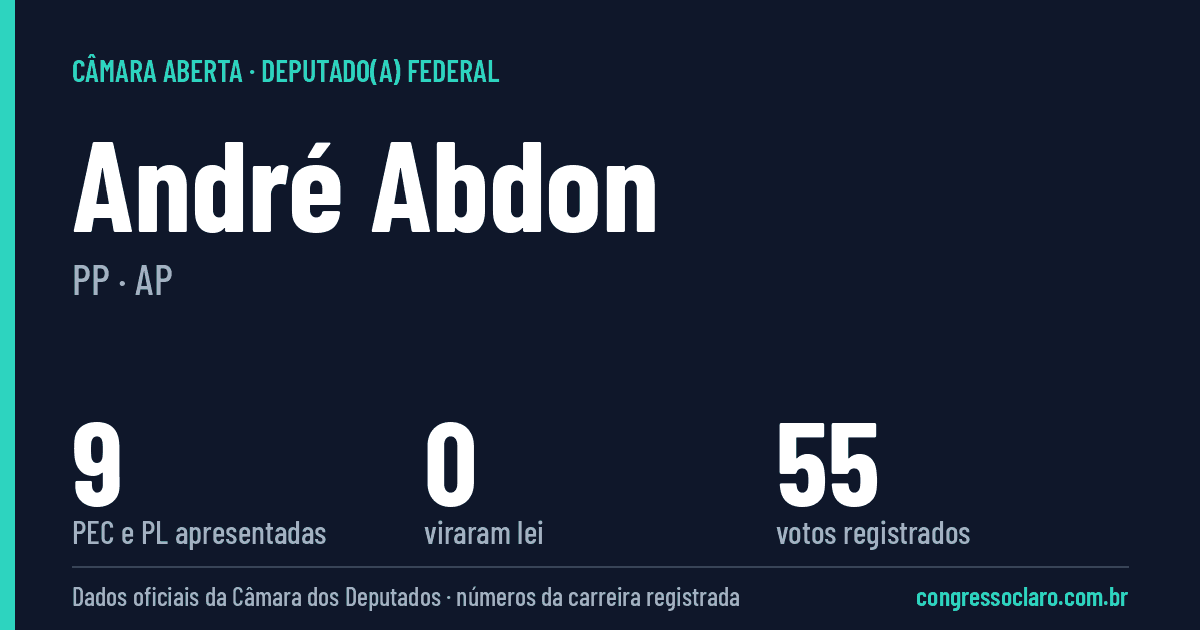 CÂMARA ABERTA · DEPUTADO(A) FEDERAL
André Abdon
PP · AP
9
PEC e PL apresentadas
0
viraram lei
55
votos registrados
Dados oficiais da Câmara dos Deputados · números da carreira registrada
congressoclaro.com.br